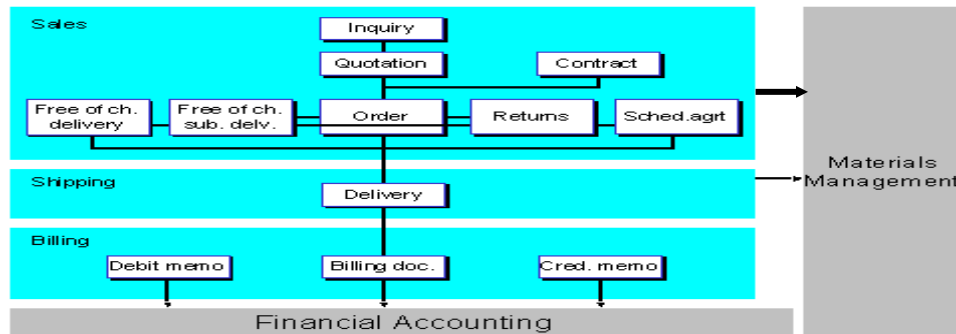 Sales
Inquiry
Quotation
Contract
Free of ch.
delivery
Free of ch.
sub. delv.
Order
Returns
Sched.agrt
Materials
Management
Shipping
Delivery
Billing
Debit memo
Billing doc.
Cred. memo
Financial Accounting